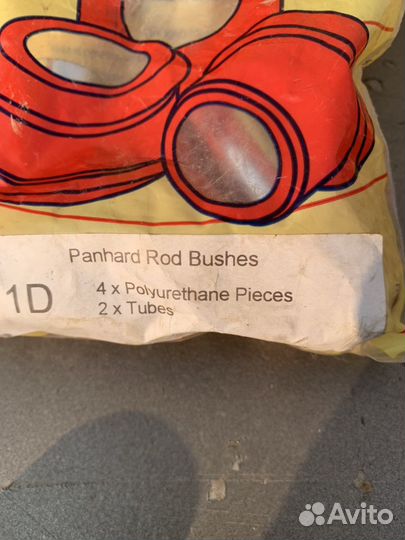 Panhard Rod Bushes
1D
4 x Polyurethane Pieces
2 x Tubes
Avito